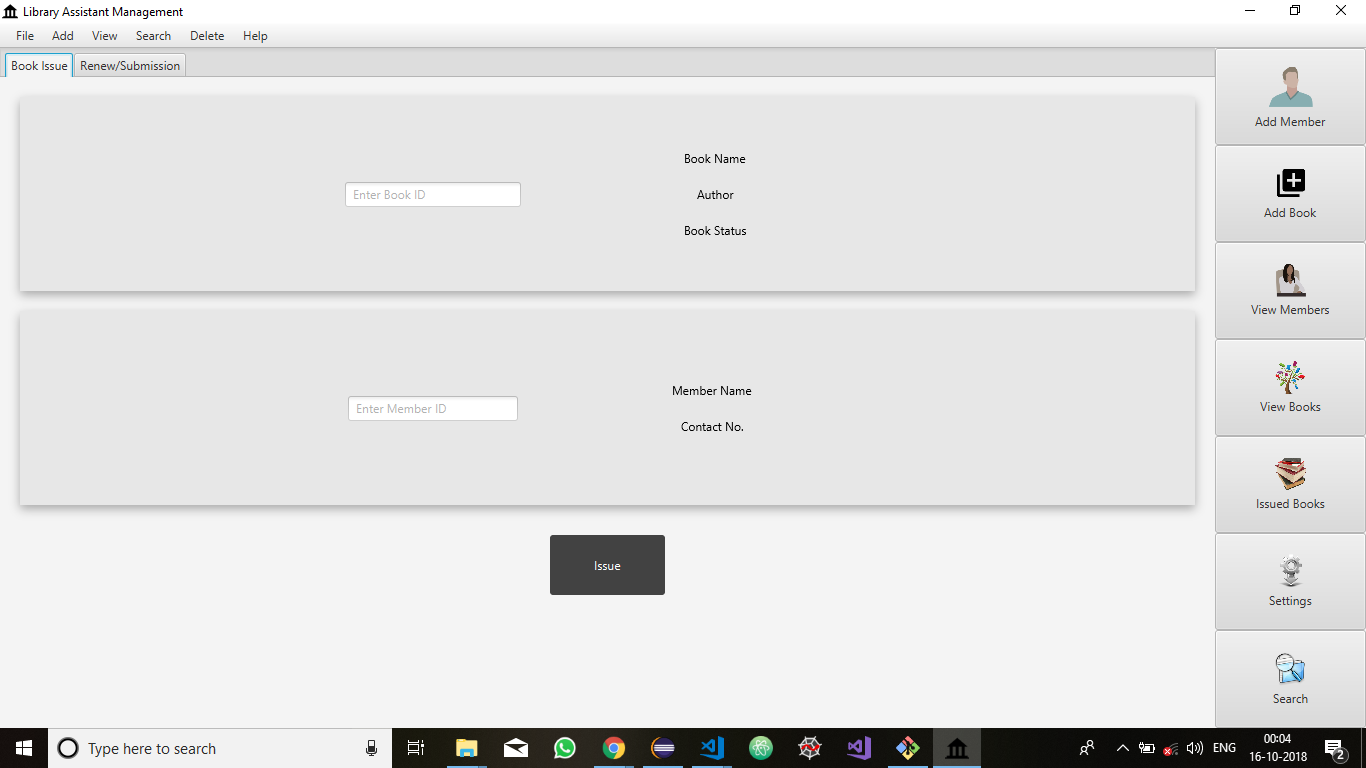 Library Assistant Management
File Add View Search Delete Help
Book Issue Renew/Submission
Enter Book ID
Book Name
Author
Book Status
Enter Member ID
Member Name
Contact No.
Issue
Add Member
Add Book
View Members
View Books
Issued Books
Settings
Search
Type here to search
ENG
00:04
16-10-2018
2